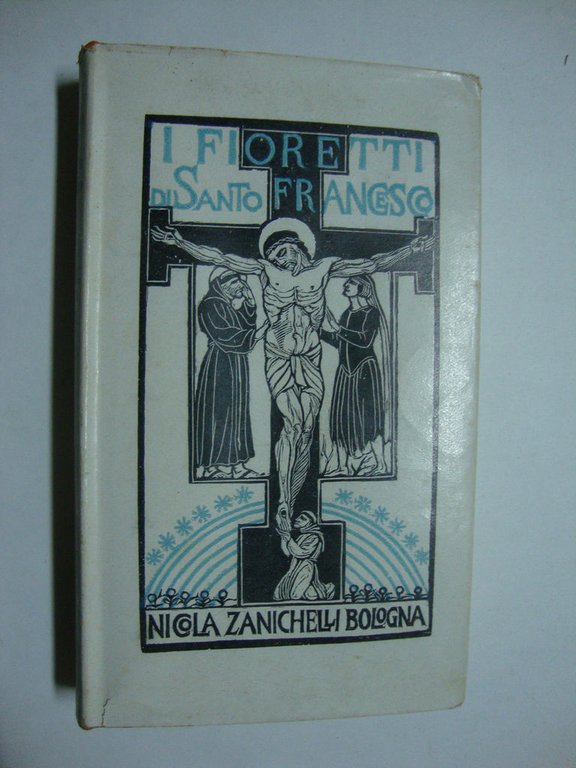 I FIORETTI
DI SANTO FRANCESCO
NICOLA ZANICHELLI BOLOGNA